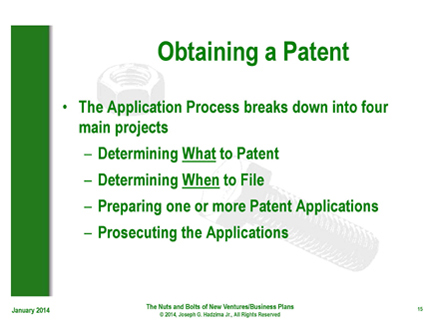 Obtaining a Patent
• The Application Process breaks down into four
main projects
– Determining What to Patent
– Determining When to File
– Preparing one or more Patent Applications
– Prosecuting the Applications
January 2014
The Nuts and Bolts of New Ventures/Business Plans
© 2014, Joseph G. Hadzima Jr., All Rights Reserved
15